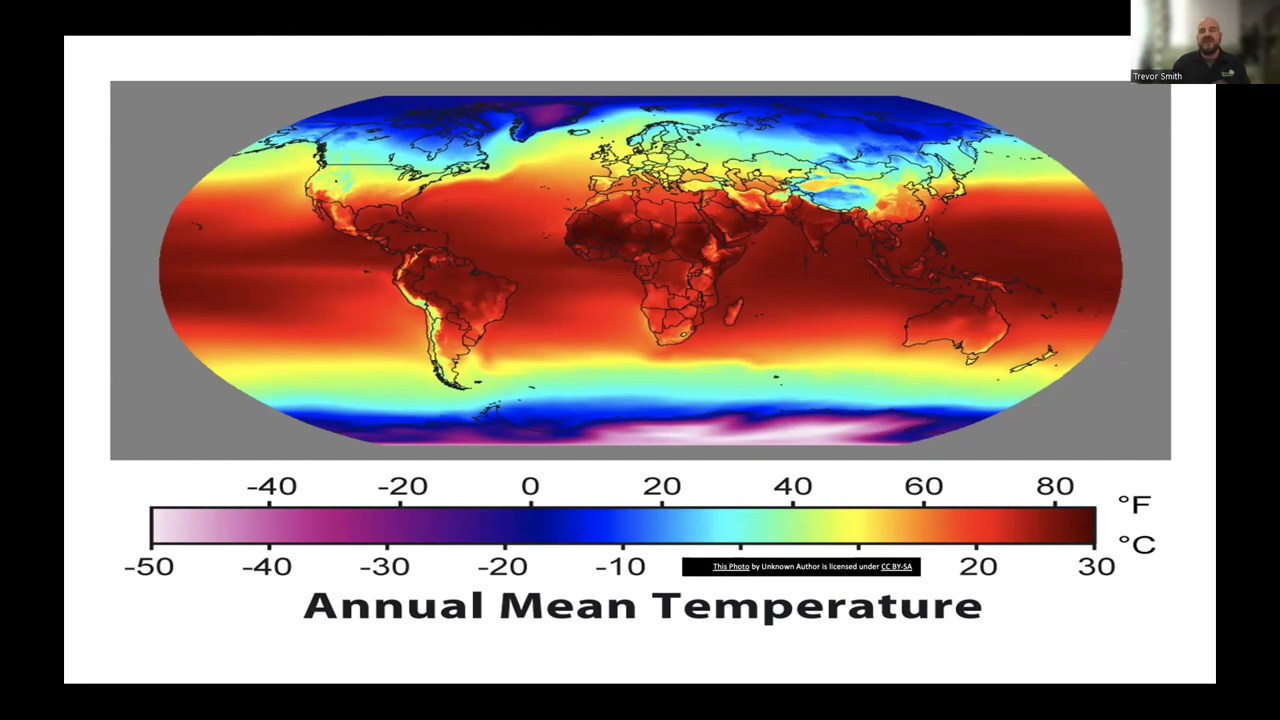 Trevor Smith
-40 -20 0 20 40 60 80
°F
°C
-50 -40 -30 -20 -10 20 30
This Photo by Unknown Author is licensed under CC BY-SA
Annual Mean Temperature